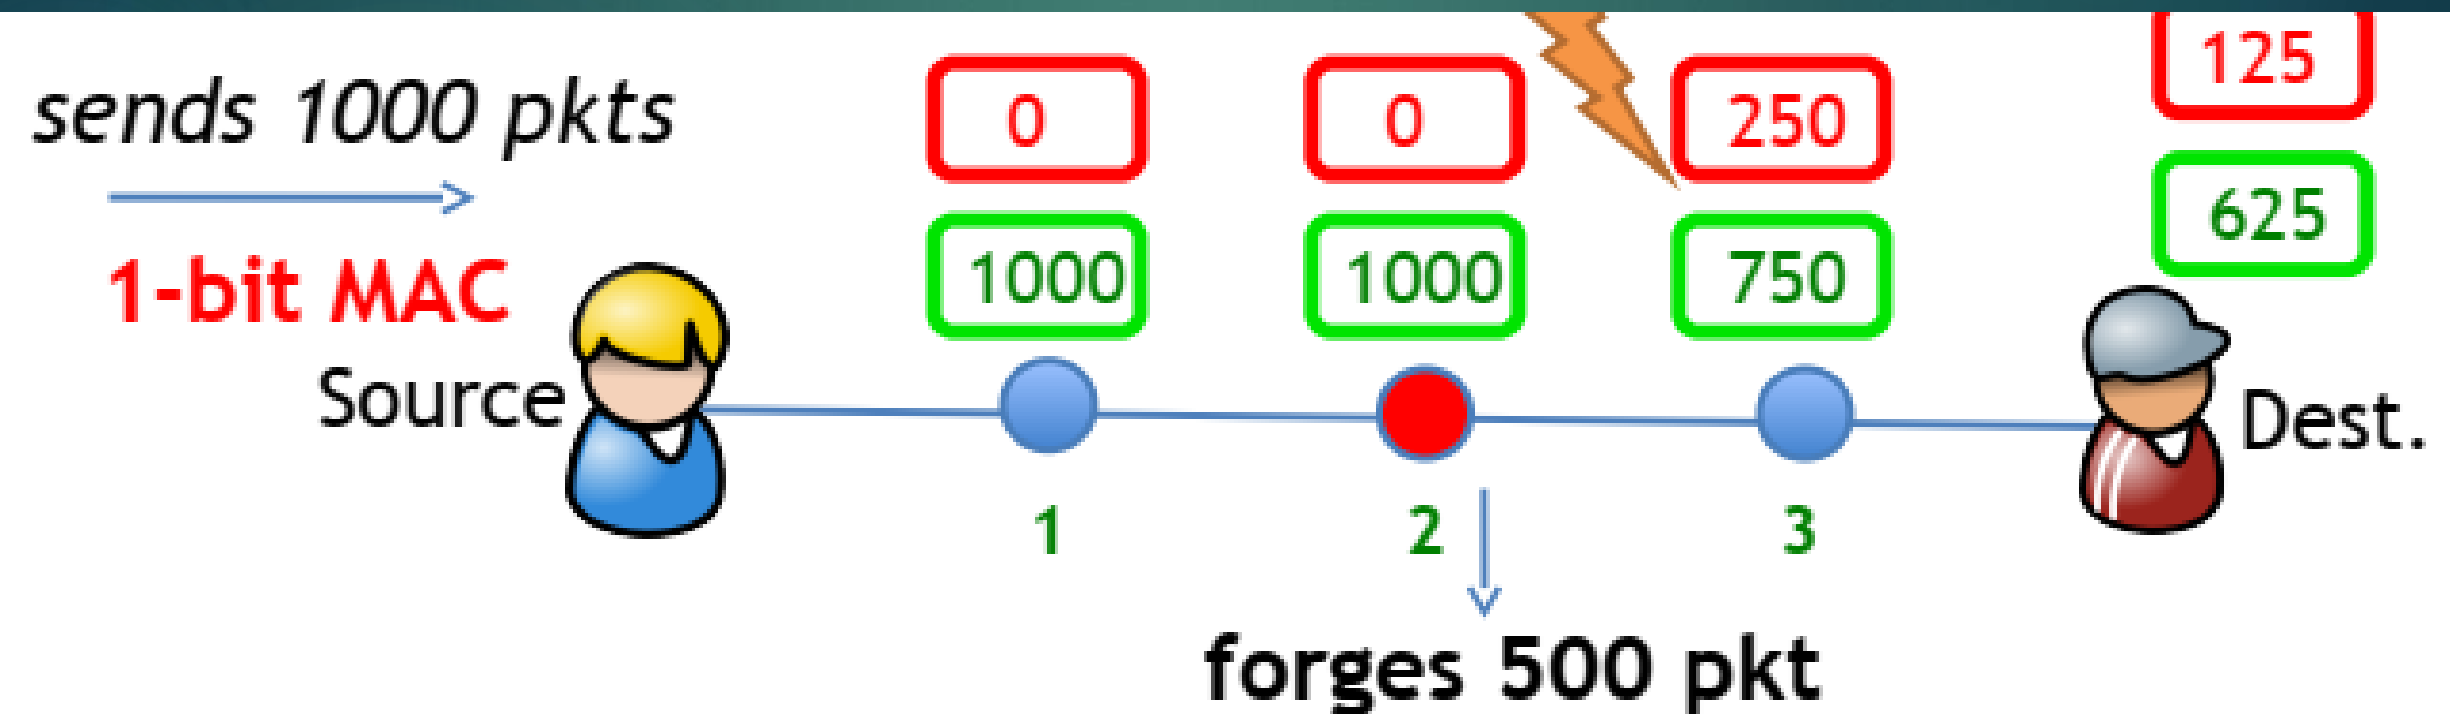 sends 1000 pkts
1-bit MAC
Source
0
1000
0
1000
250
750
125
625
Dest.
1
2
3
forges 500 pkt